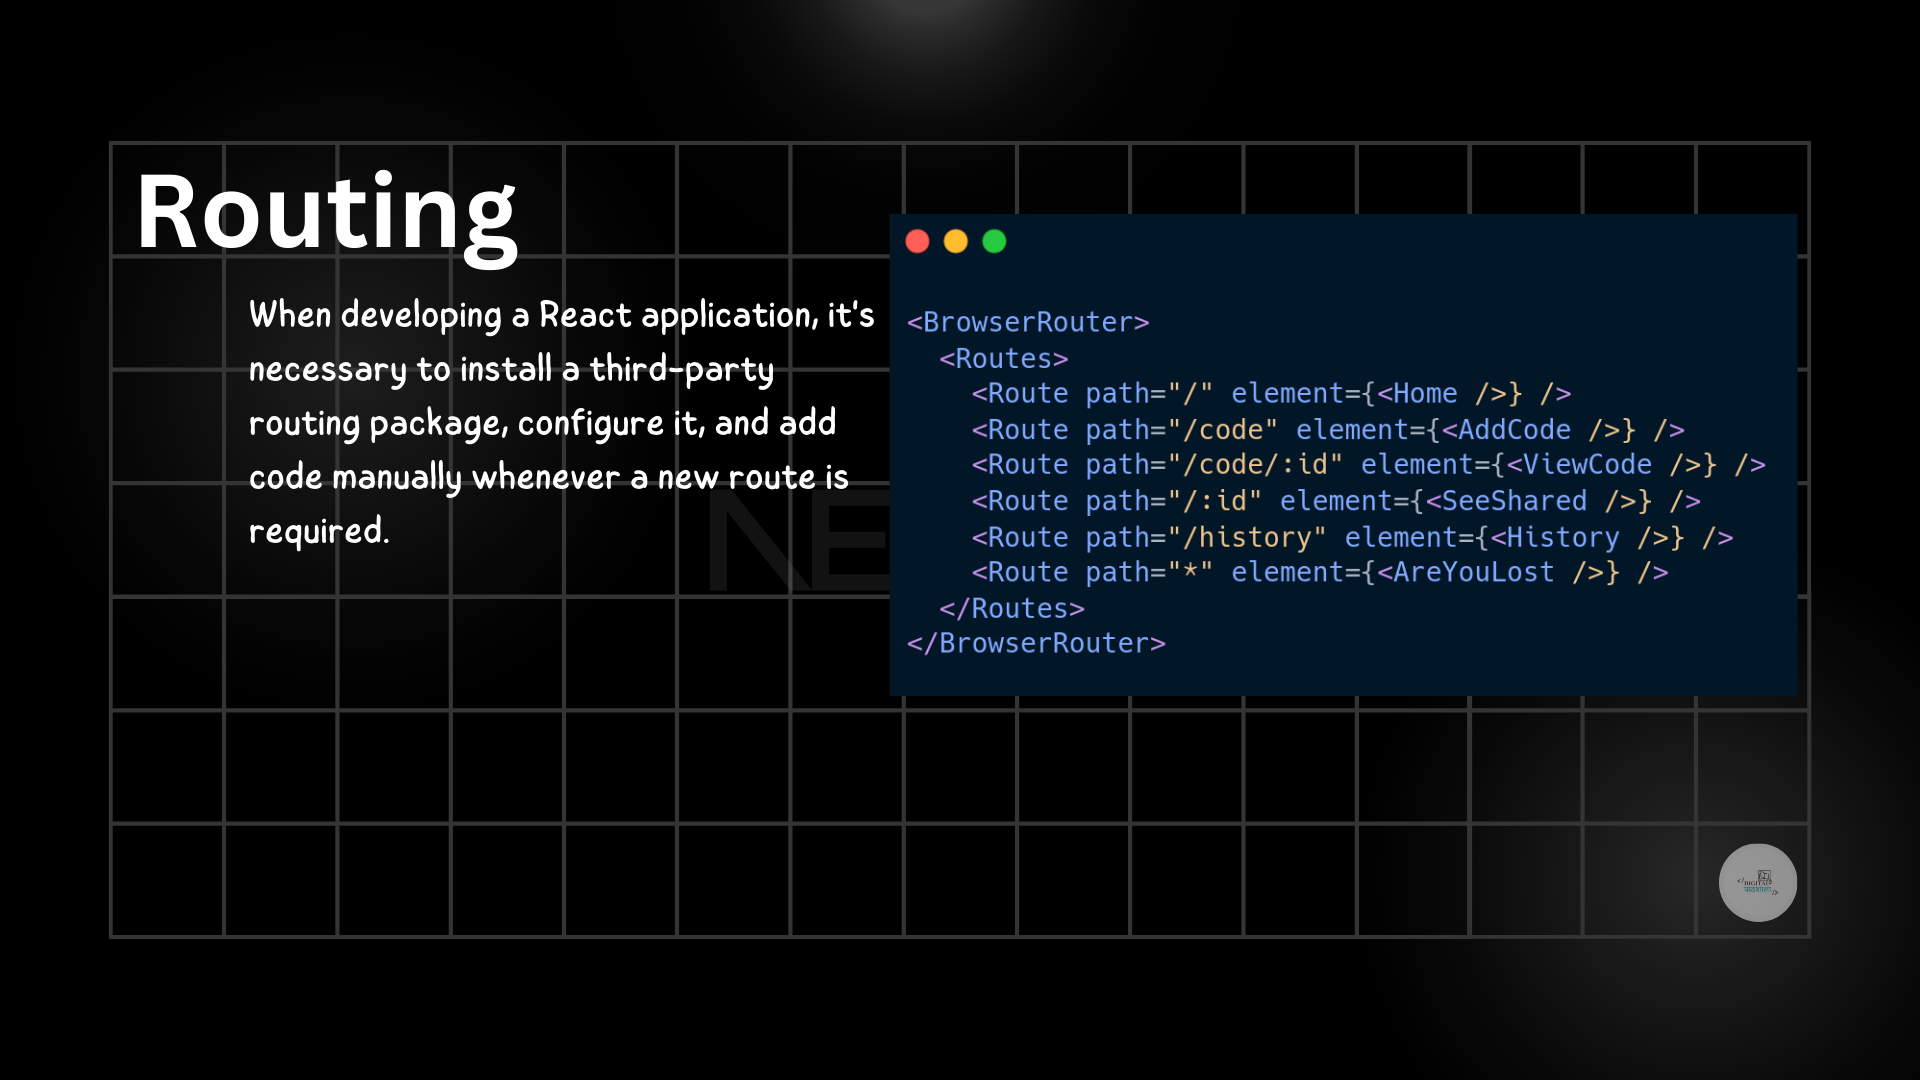 Routing
When developing a React application, it's
necessary to install a third-party
routing package, configure it, and add
code manually whenever a new route is
required.
NE
<BrowserRouter>
  <Routes>
    <Route path="/" element={<Home />} />
    <Route path="/code" element={<AddCode />} />
    <Route path="/code/:id" element={<ViewCode />} />
    <Route path="/:id" element={<SeeShared />} />
    <Route path="/history" element={<History />} />
    <Route path="*" element={<AreYouLost />} />
  </Routes>
</BrowserRouter>
DIGITAL
पाठशाला